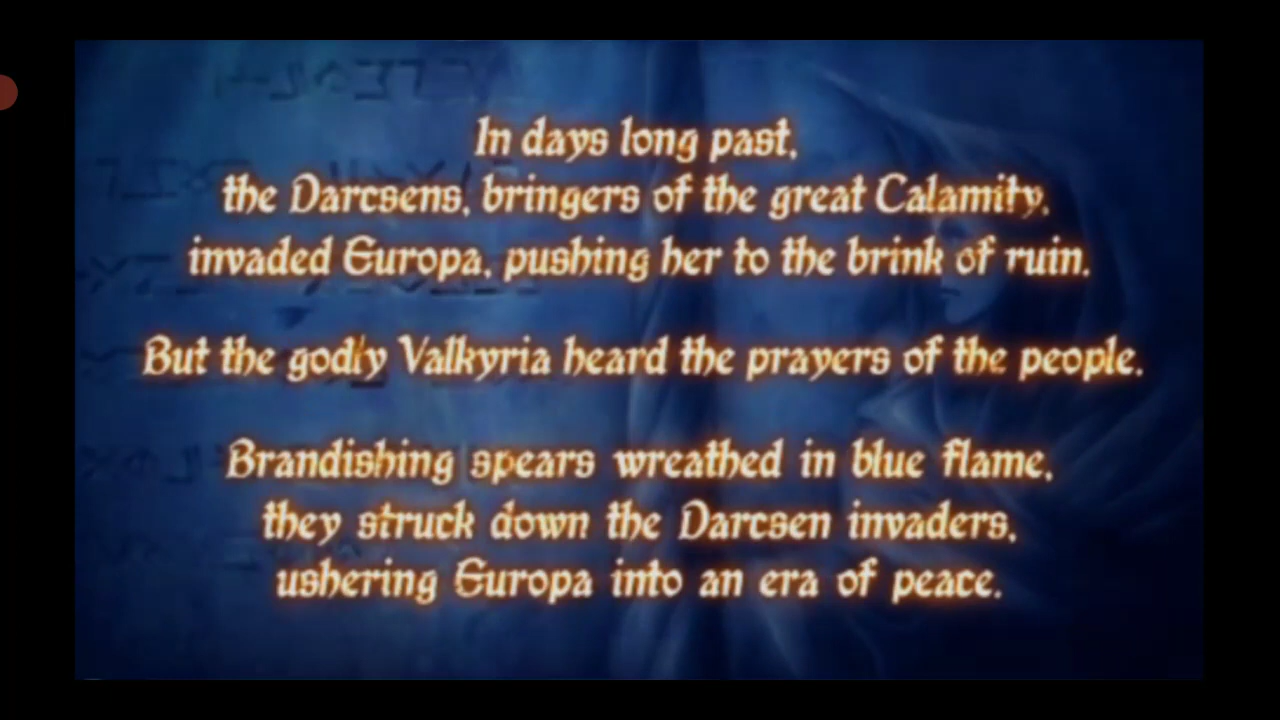 In days long past,
the Darcsens, bringers of the great Calamity,
invaded Europa, pushing her to the brink of ruin.
But the godly Valkyria heard the prayers of the people.
Brandishing spears wreathed in blue flame,
they struck down the Darcsen invaders,
ushering Europa into an era of peace.